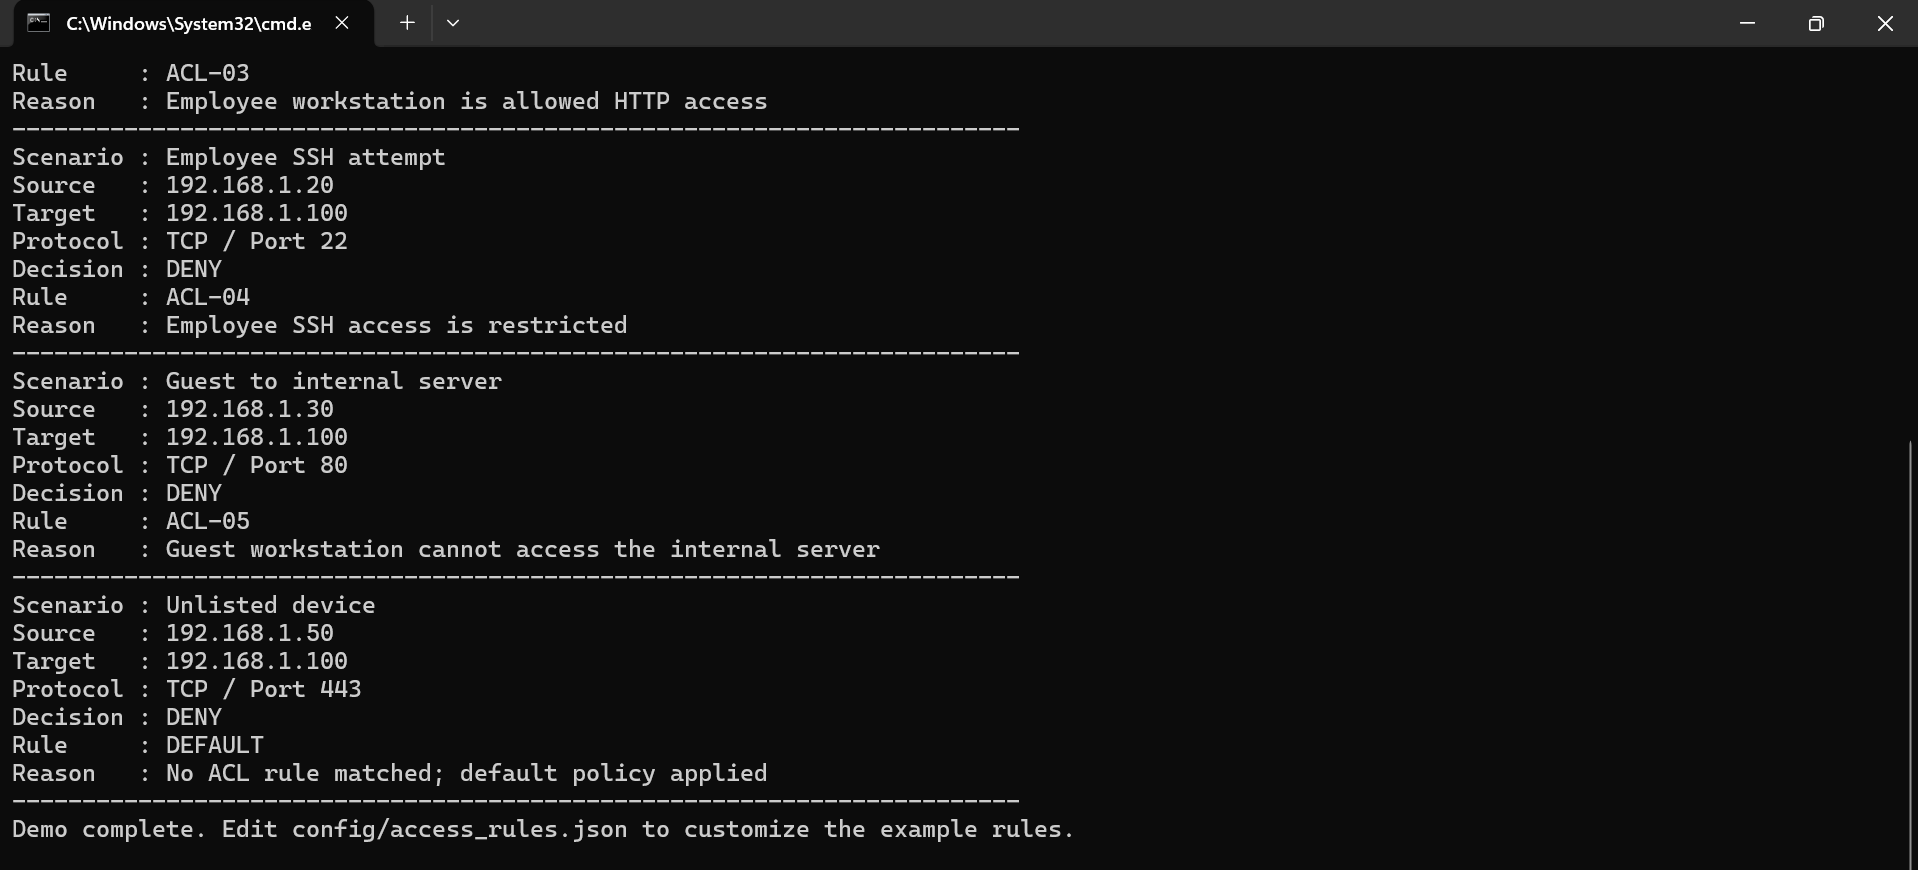 C:\Windows\System32\cmd.e
Rule     : ACL-03
Reason   : Employee workstation is allowed HTTP access
------------------------------------------------------------------------
Scenario : Employee SSH attempt
Source   : 192.168.1.20
Target   : 192.168.1.100
Protocol : TCP / Port 22
Decision : DENY
Rule     : ACL-04
Reason   : Employee SSH access is restricted
------------------------------------------------------------------------
Scenario : Guest to internal server
Source   : 192.168.1.30
Target   : 192.168.1.100
Protocol : TCP / Port 80
Decision : DENY
Rule     : ACL-05
Reason   : Guest workstation cannot access the internal server
------------------------------------------------------------------------
Scenario : Unlisted device
Source   : 192.168.1.50
Target   : 192.168.1.100
Protocol : TCP / Port 443
Decision : DENY
Rule     : DEFAULT
Reason   : No ACL rule matched; default policy applied
------------------------------------------------------------------------
Demo complete. Edit config/access_rules.json to customize the example rules.